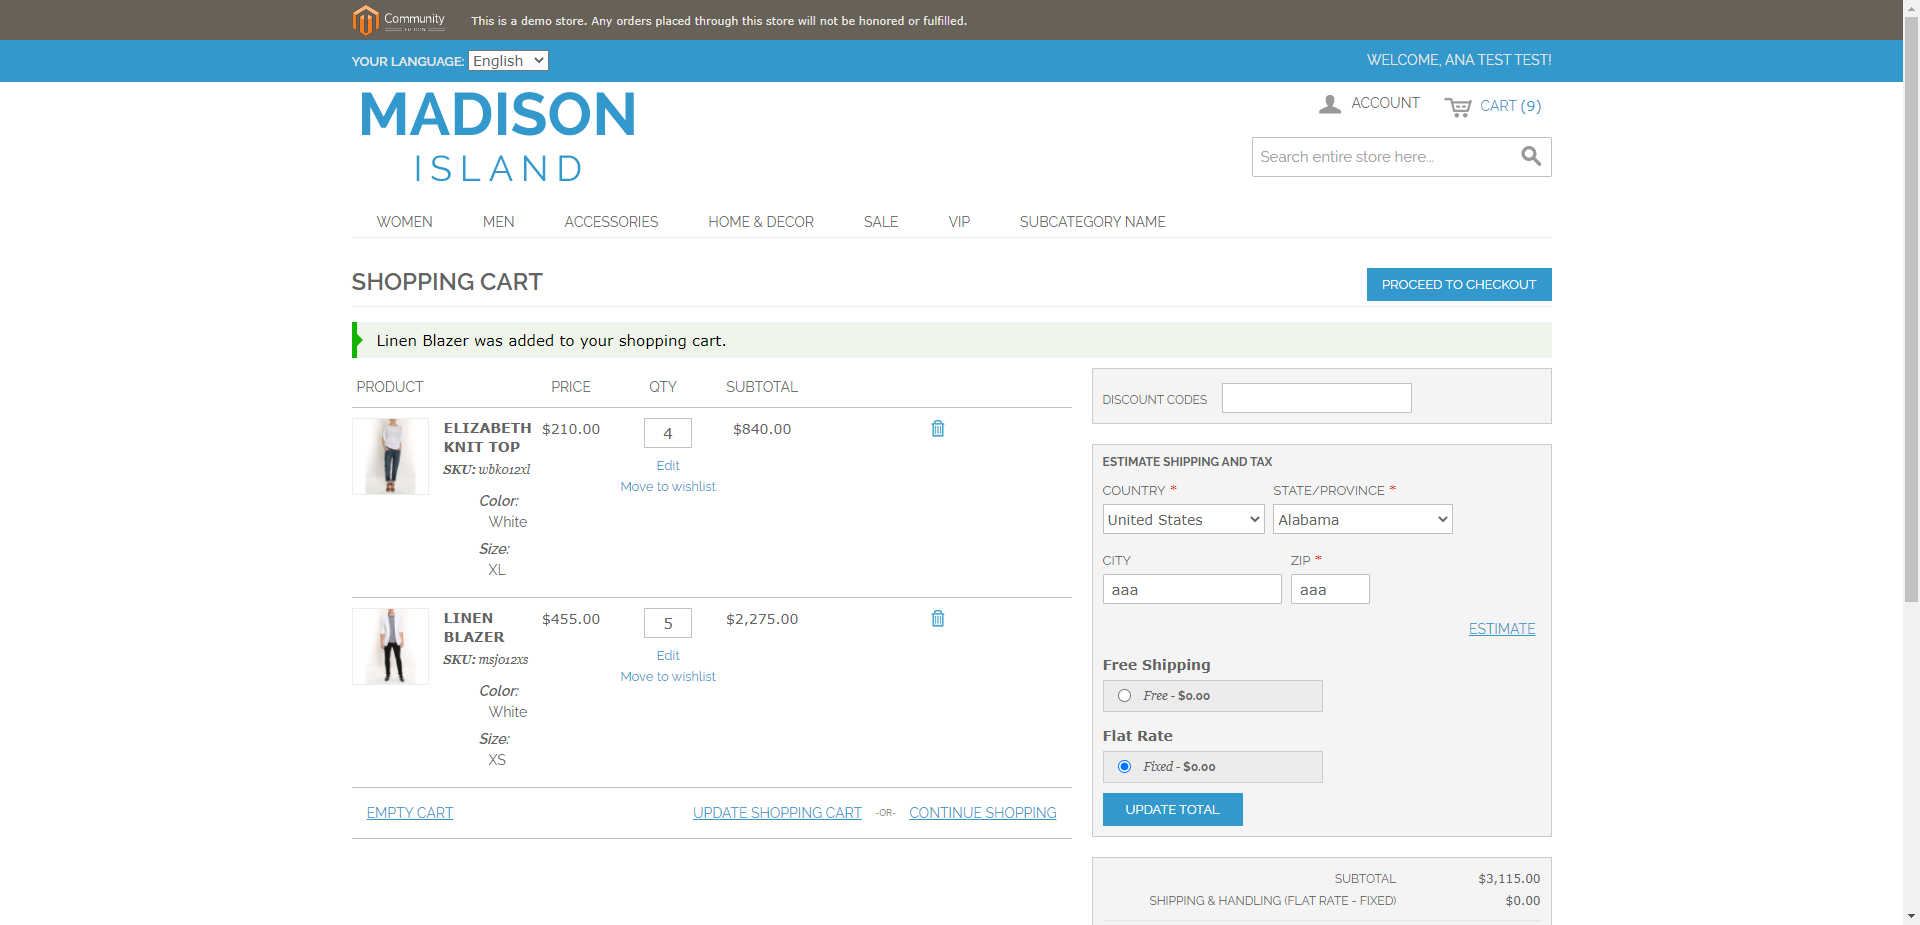 Community
EDITION
This is a demo store. Any orders placed through this store will not be honored or fulfilled.
YOUR LANGUAGE: English
WELCOME, ANA TEST TEST!
MADISON
ISLAND
ACCOUNT
CART (9)
Search entire store here...
WOMEN
MEN
ACCESSORIES
HOME & DECOR
SALE
VIP
SUBCATEGORY NAME
SHOPPING CART
PROCEED TO CHECKOUT
Linen Blazer was added to your shopping cart.
PRODUCT PRICE QTY SUBTOTAL
ELIZABETH KNIT TOP
SKU: wbk012xl
Color:
White
Size:
XL
$210.00
4
Edit
Move to wishlist
$840.00
LINEN BLAZER
SKU: msj012xs
Color:
White
Size:
XS
$455.00
5
Edit
Move to wishlist
$2,275.00
EMPTY CART
UPDATE SHOPPING CART -OR- CONTINUE SHOPPING
DISCOUNT CODES
ESTIMATE SHIPPING AND TAX
COUNTRY * STATE/PROVINCE *
United States Alabama
CITY ZIP *
aaa aaa
ESTIMATE
Free Shipping
Free - $0.00
Flat Rate
Fixed - $0.00
UPDATE TOTAL
SUBTOTAL $3,115.00
SHIPPING & HANDLING (FLAT RATE - FIXED) $0.00